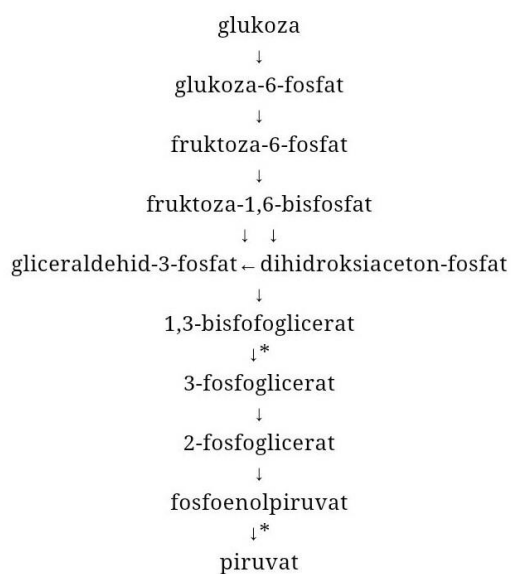 glukoza
↓
glukoza-6-fosfat
↓
fruktoza-6-fosfat
↓
fruktoza-1,6-bisfosfat
↓ ↓
gliceraldehid-3-fosfat ← dihidroksiaceton-fosfat
↓
1,3-bisfofoglicerat
↓*
3-fosfoglicerat
↓
2-fosfoglicerat
↓
fosfoenolpiruvat
↓*
piruvat